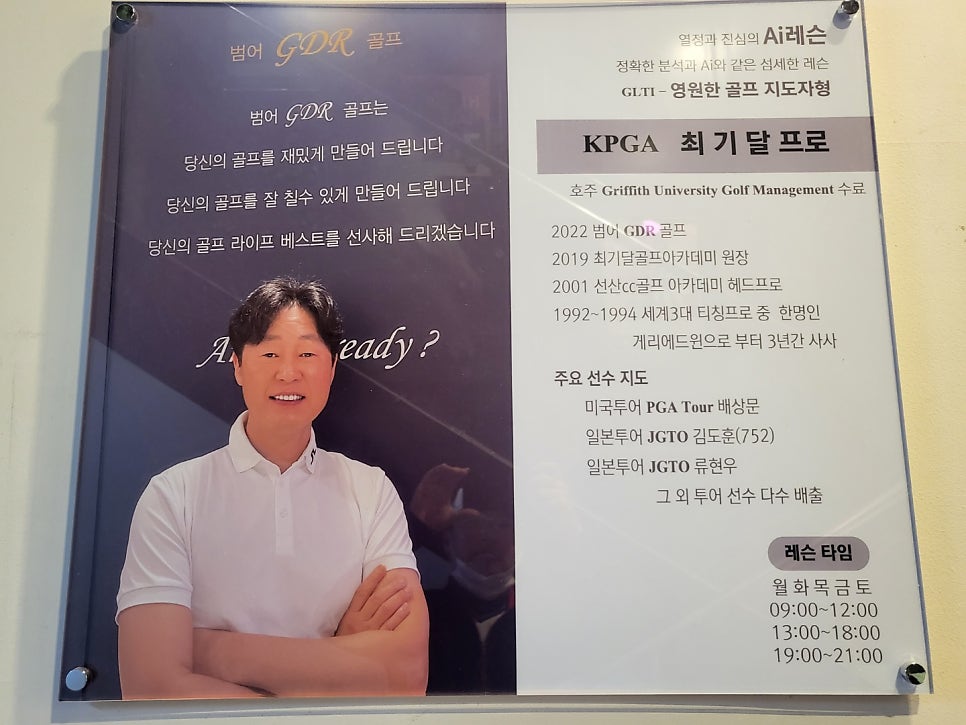 범어 GDR 골프
범어 GDR 골프는
당신의 골프를 재밌게 만들어 드립니다
당신의 골프를 잘 칠수 있게 만들어 드립니다
당신의 골프 라이프 베스트를 선사해 드리겠습니다
eady ?
열정과 진심의 Ai레슨
정확한 분석과 Ai와 같은 섬세한 레슨
GLTI – 영원한 골프 지도자형
KPGA 최 기 달 프로
호주 Griffith University Golf Management 수료
2022 범어 GDR 골프
2019 최기달골프아카데미 원장
2001 선산cc골프 아카데미 헤드프로
1992~1994 세계3대 티칭프로 중 한명인
게리에드윈으로 부터 3년간 사사
주요 선수 지도
미국투어 PGA Tour 배상문
일본투어 JGTO 김도훈(752)
일본투어 JGTO 류현우
그 외 투어 선수 다수 배출
레슨 타임
월 화 목 금 토
09:00~12:00
13:00~18:00
19:00~21:00